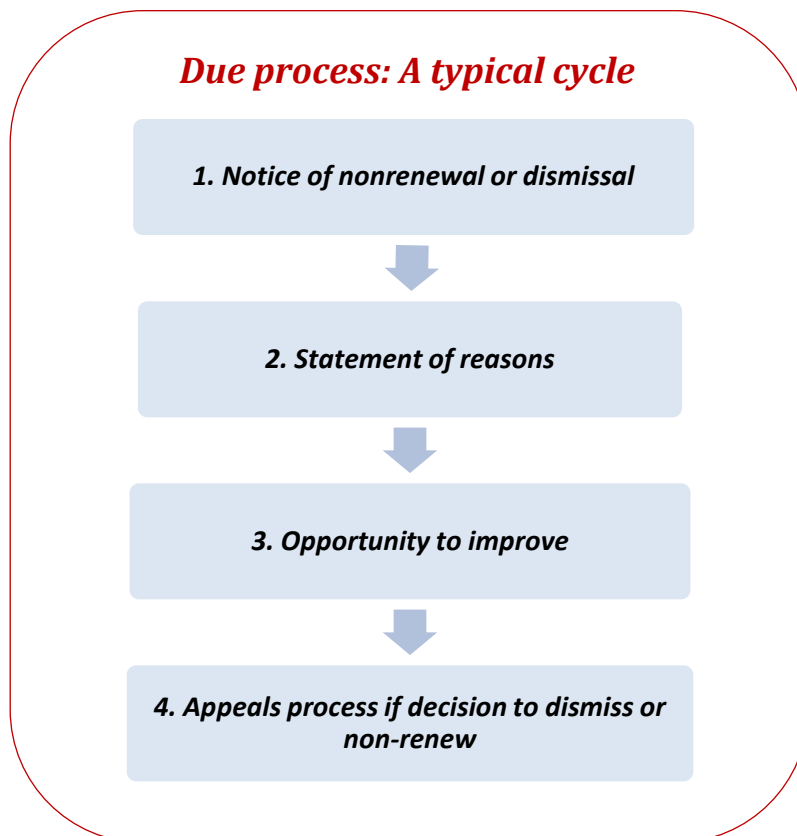 Due process: A typical cycle
1. Notice of nonrenewal or dismissal
2. Statement of reasons
3. Opportunity to improve
4. Appeals process if decision to dismiss or
non-renew